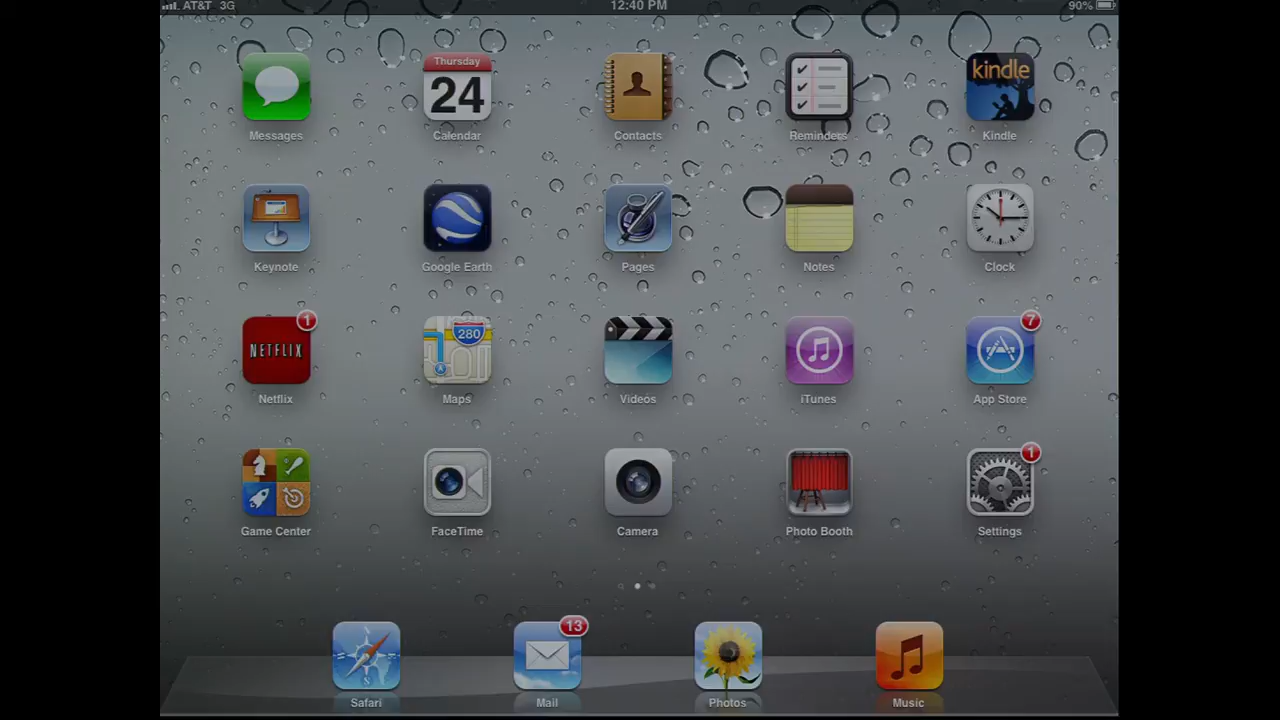 AT&T 3G 12:40 PM 90%
Thursday
24
kindle
Messages Calendar Contacts Reminders Kindle
Keynote Google Earth Pages Notes Clock
1
NETFLIX
280
A
7
Netflix Maps Videos iTunes App Store
1
Game Center FaceTime Camera Photo Booth Settings
13
Safari Mail Photos Music